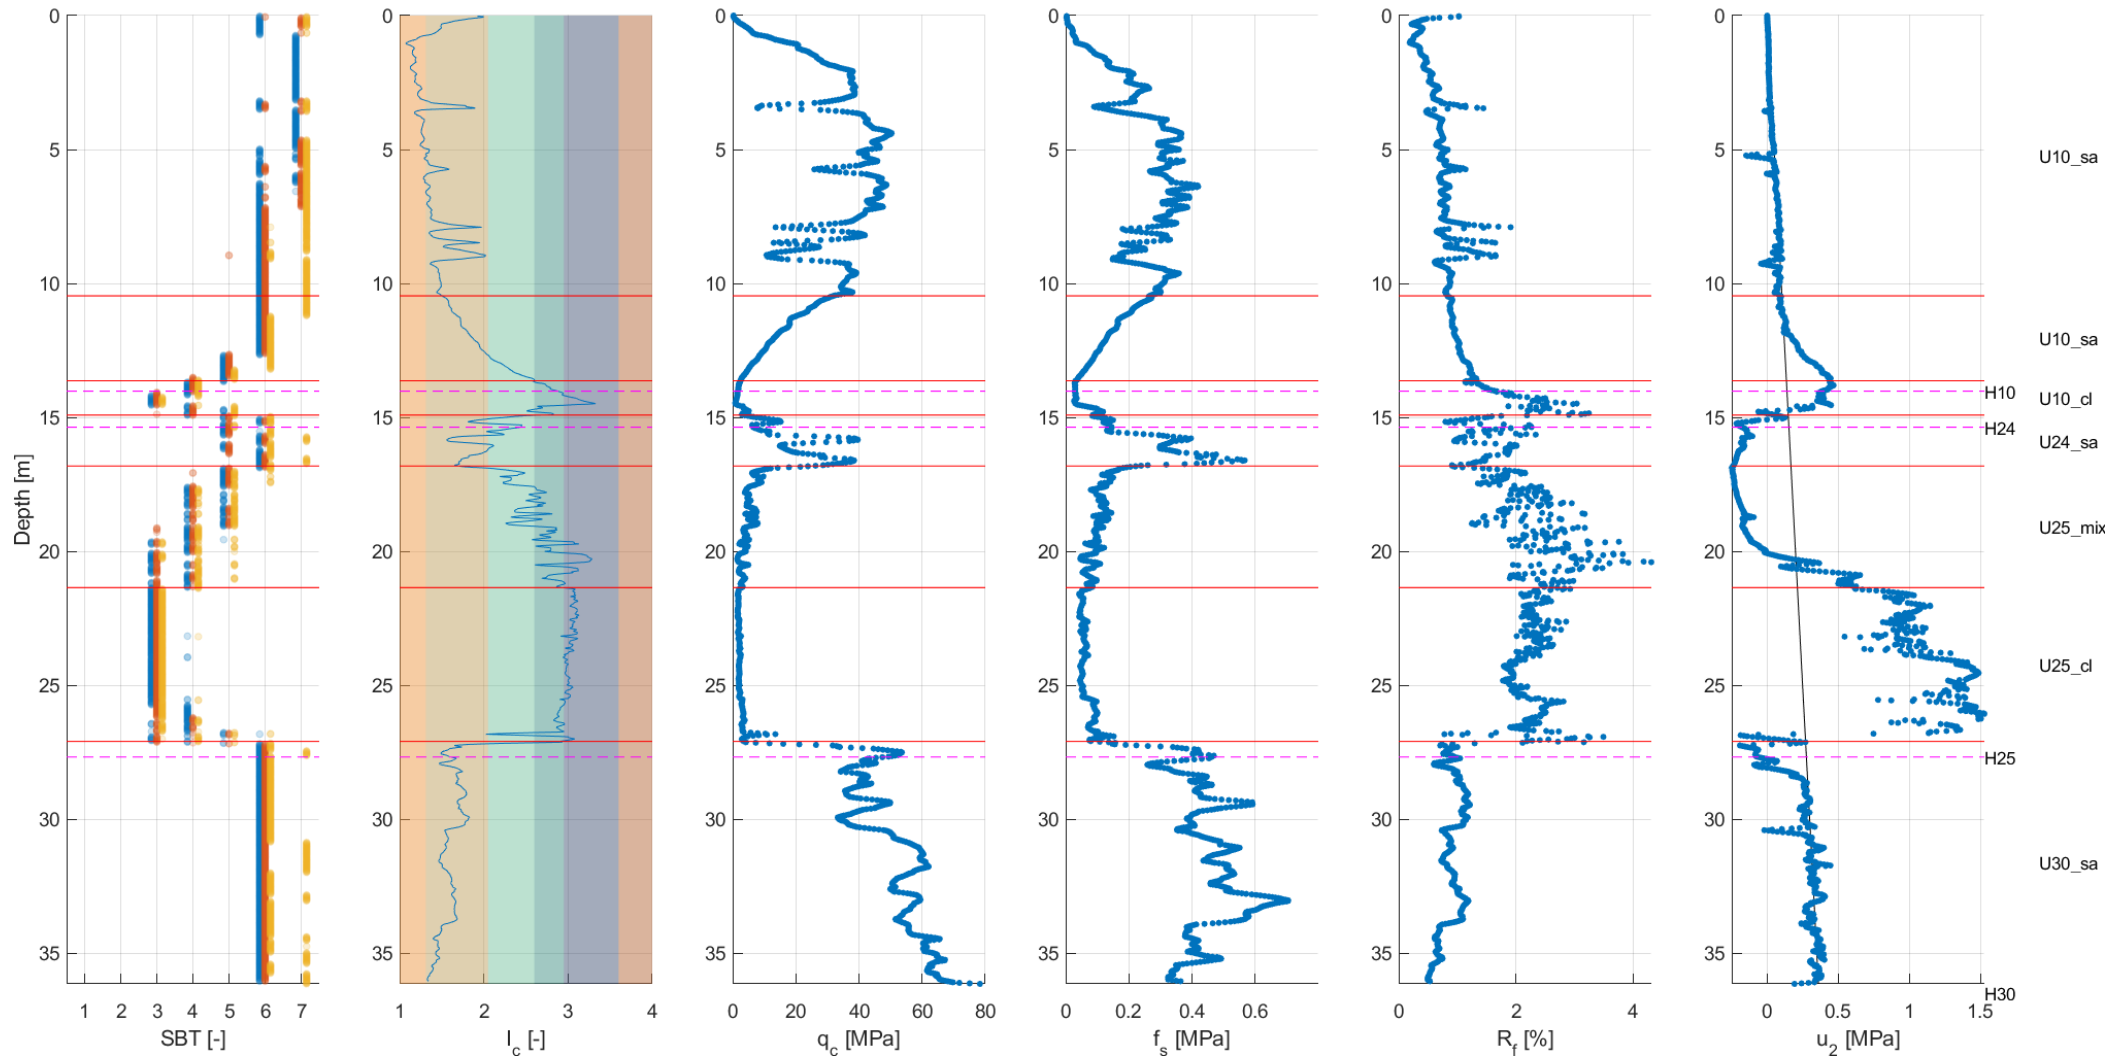 0
5
10
15
20
25
30
35
1 2 3 4 5 6 7
SBT [-]
Depth [m]
0
5
10
15
20
25
30
35
1 2 3 4
I_c [-]
0
5
10
15
20
25
30
35
0 20 40 60 80
q_c [MPa]
0
5
10
15
20
25
30
35
0 0.2 0.4 0.6
f_s [MPa]
0
5
10
15
20
25
30
35
0 2 4
R_f [%]
0
5
10
15
20
25
30
35
0 0.5 1 1.5
u_2 [MPa]
U10_sa
U10_sa
H10
U10_cl
H24
U24_sa
U25_mix
U25_cl
H25
U30_sa
H30